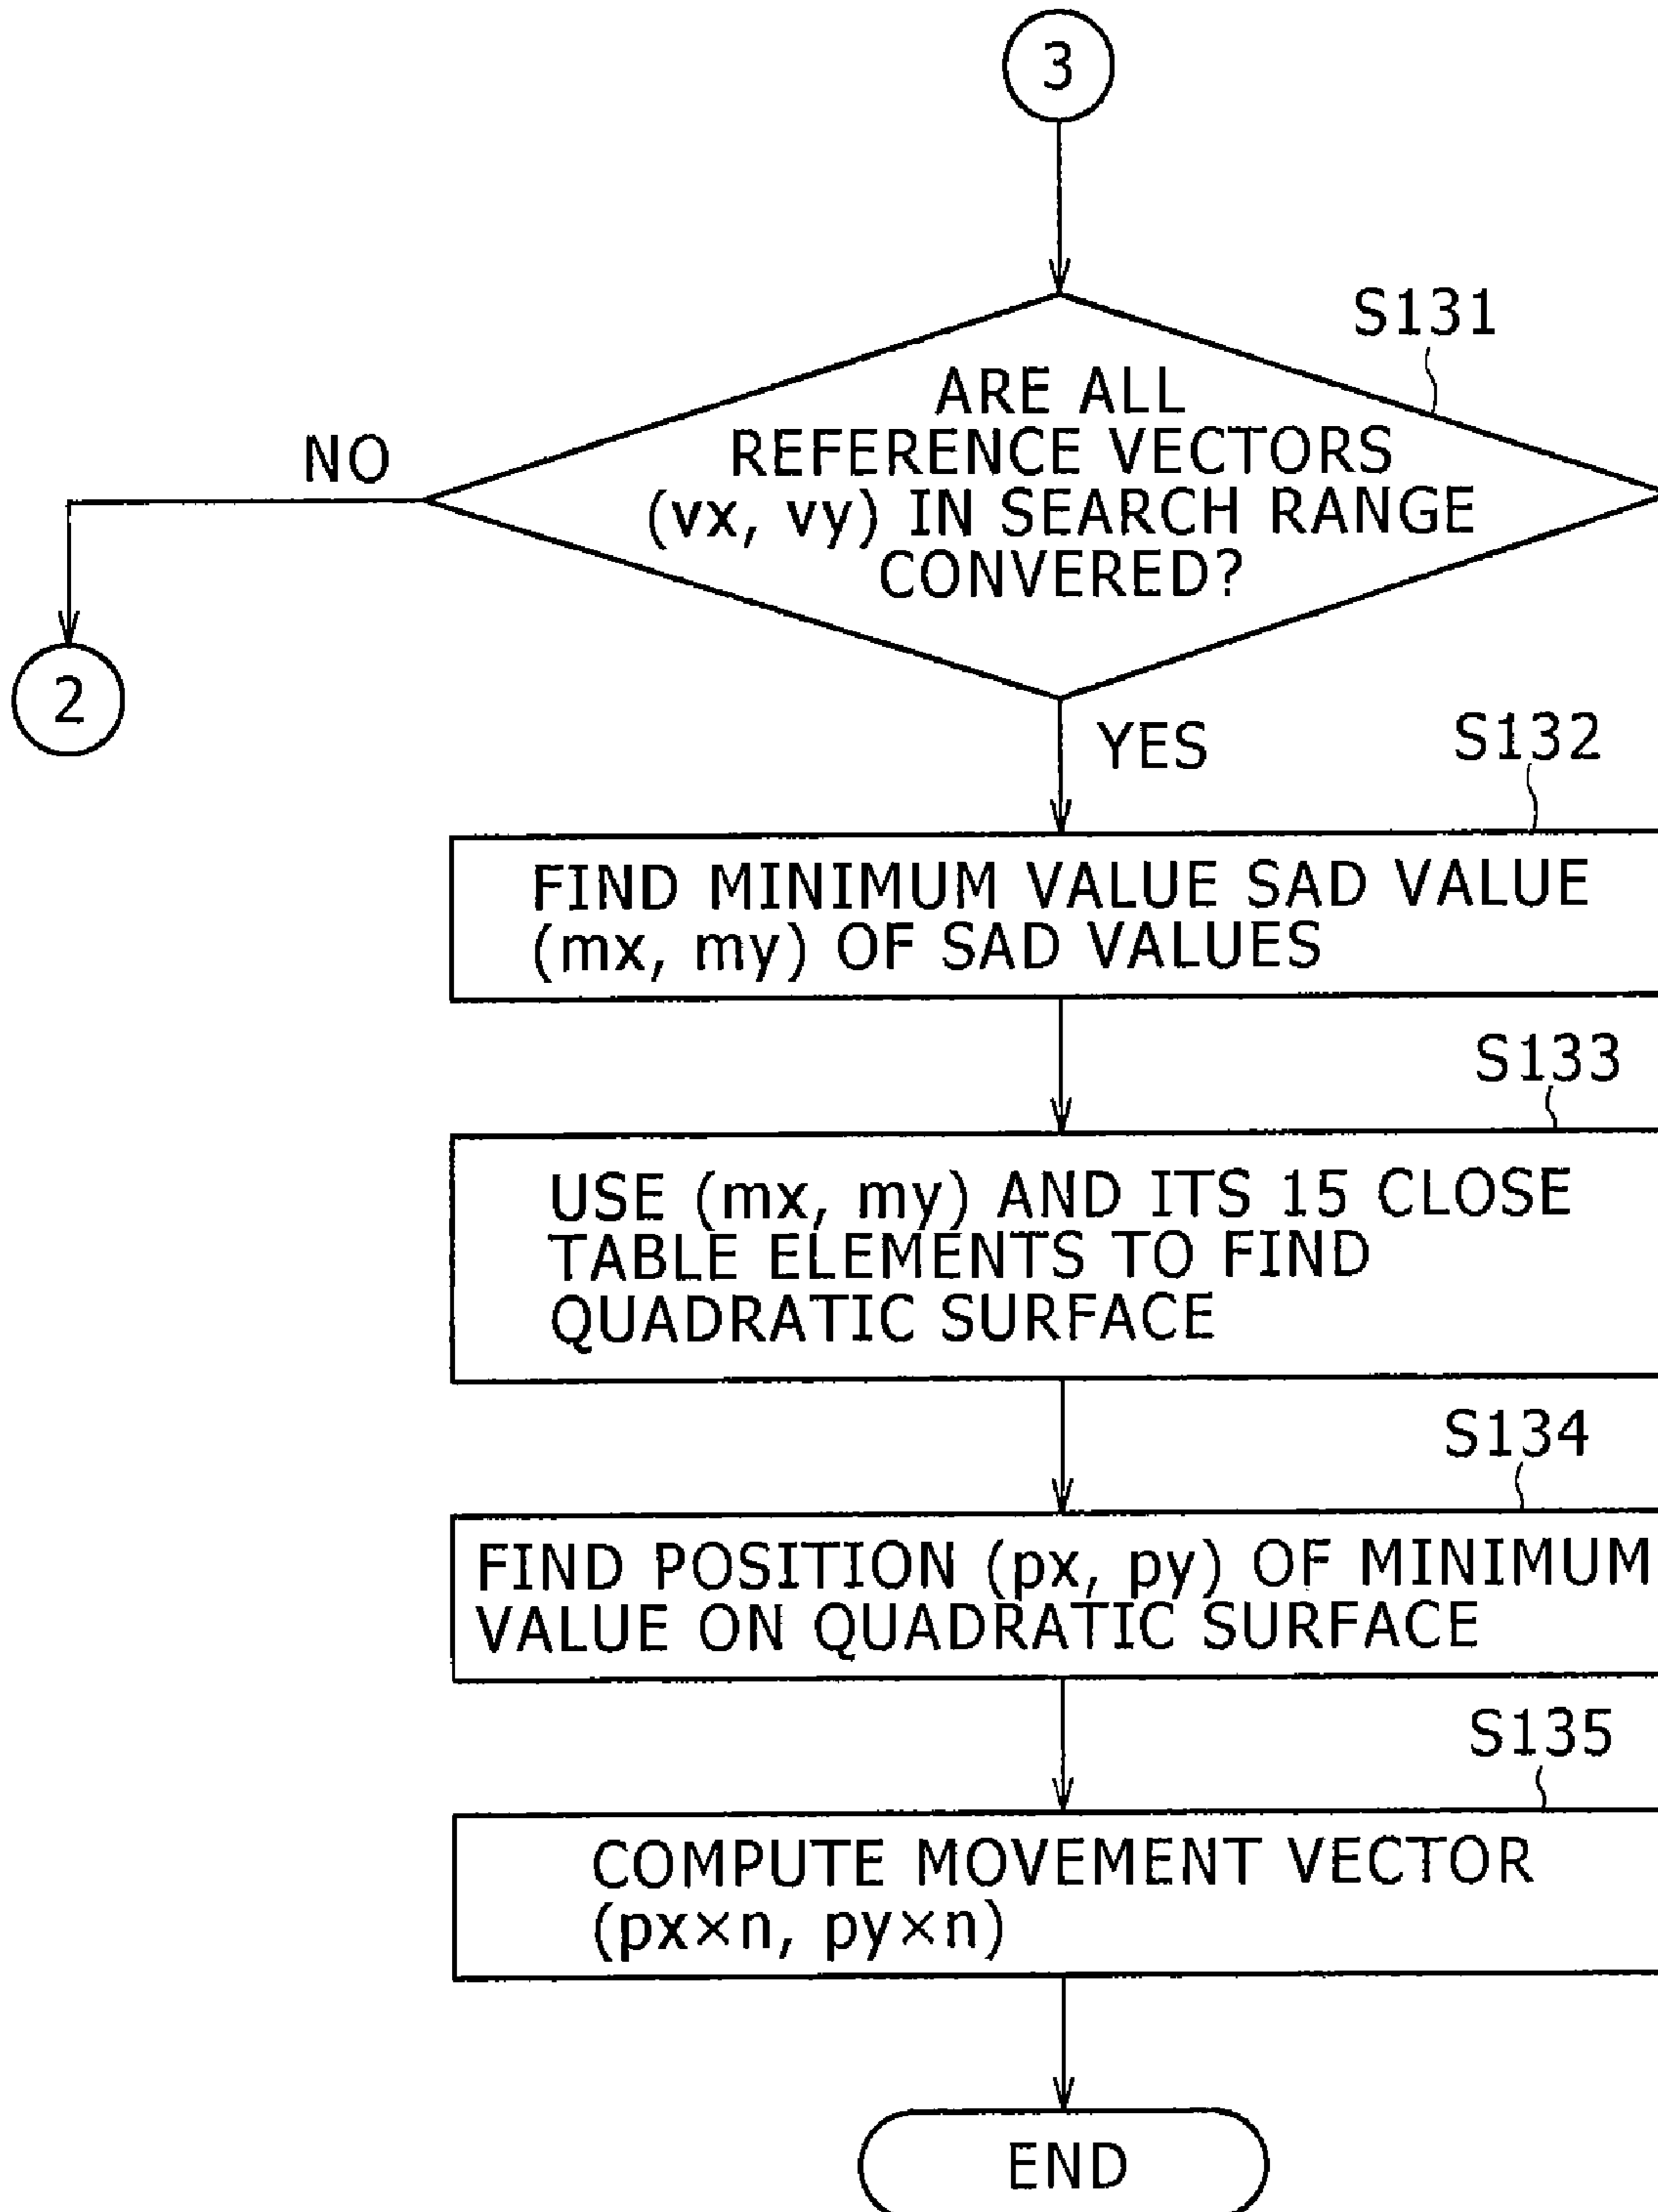 3
S131
ARE ALL
REFERENCE VECTORS
(vx, vy) IN SEARCH RANGE
CONVERED?
NO
2
YES
S132
FIND MINIMUM VALUE SAD VALUE
(mx, my) OF SAD VALUES
S133
USE (mx, my) AND ITS 15 CLOSE
TABLE ELEMENTS TO FIND
QUADRATIC SURFACE
S134
FIND POSITION (px, py) OF MINIMUM
VALUE ON QUADRATIC SURFACE
S135
COMPUTE MOVEMENT VECTOR
(px×n, py×n)
END